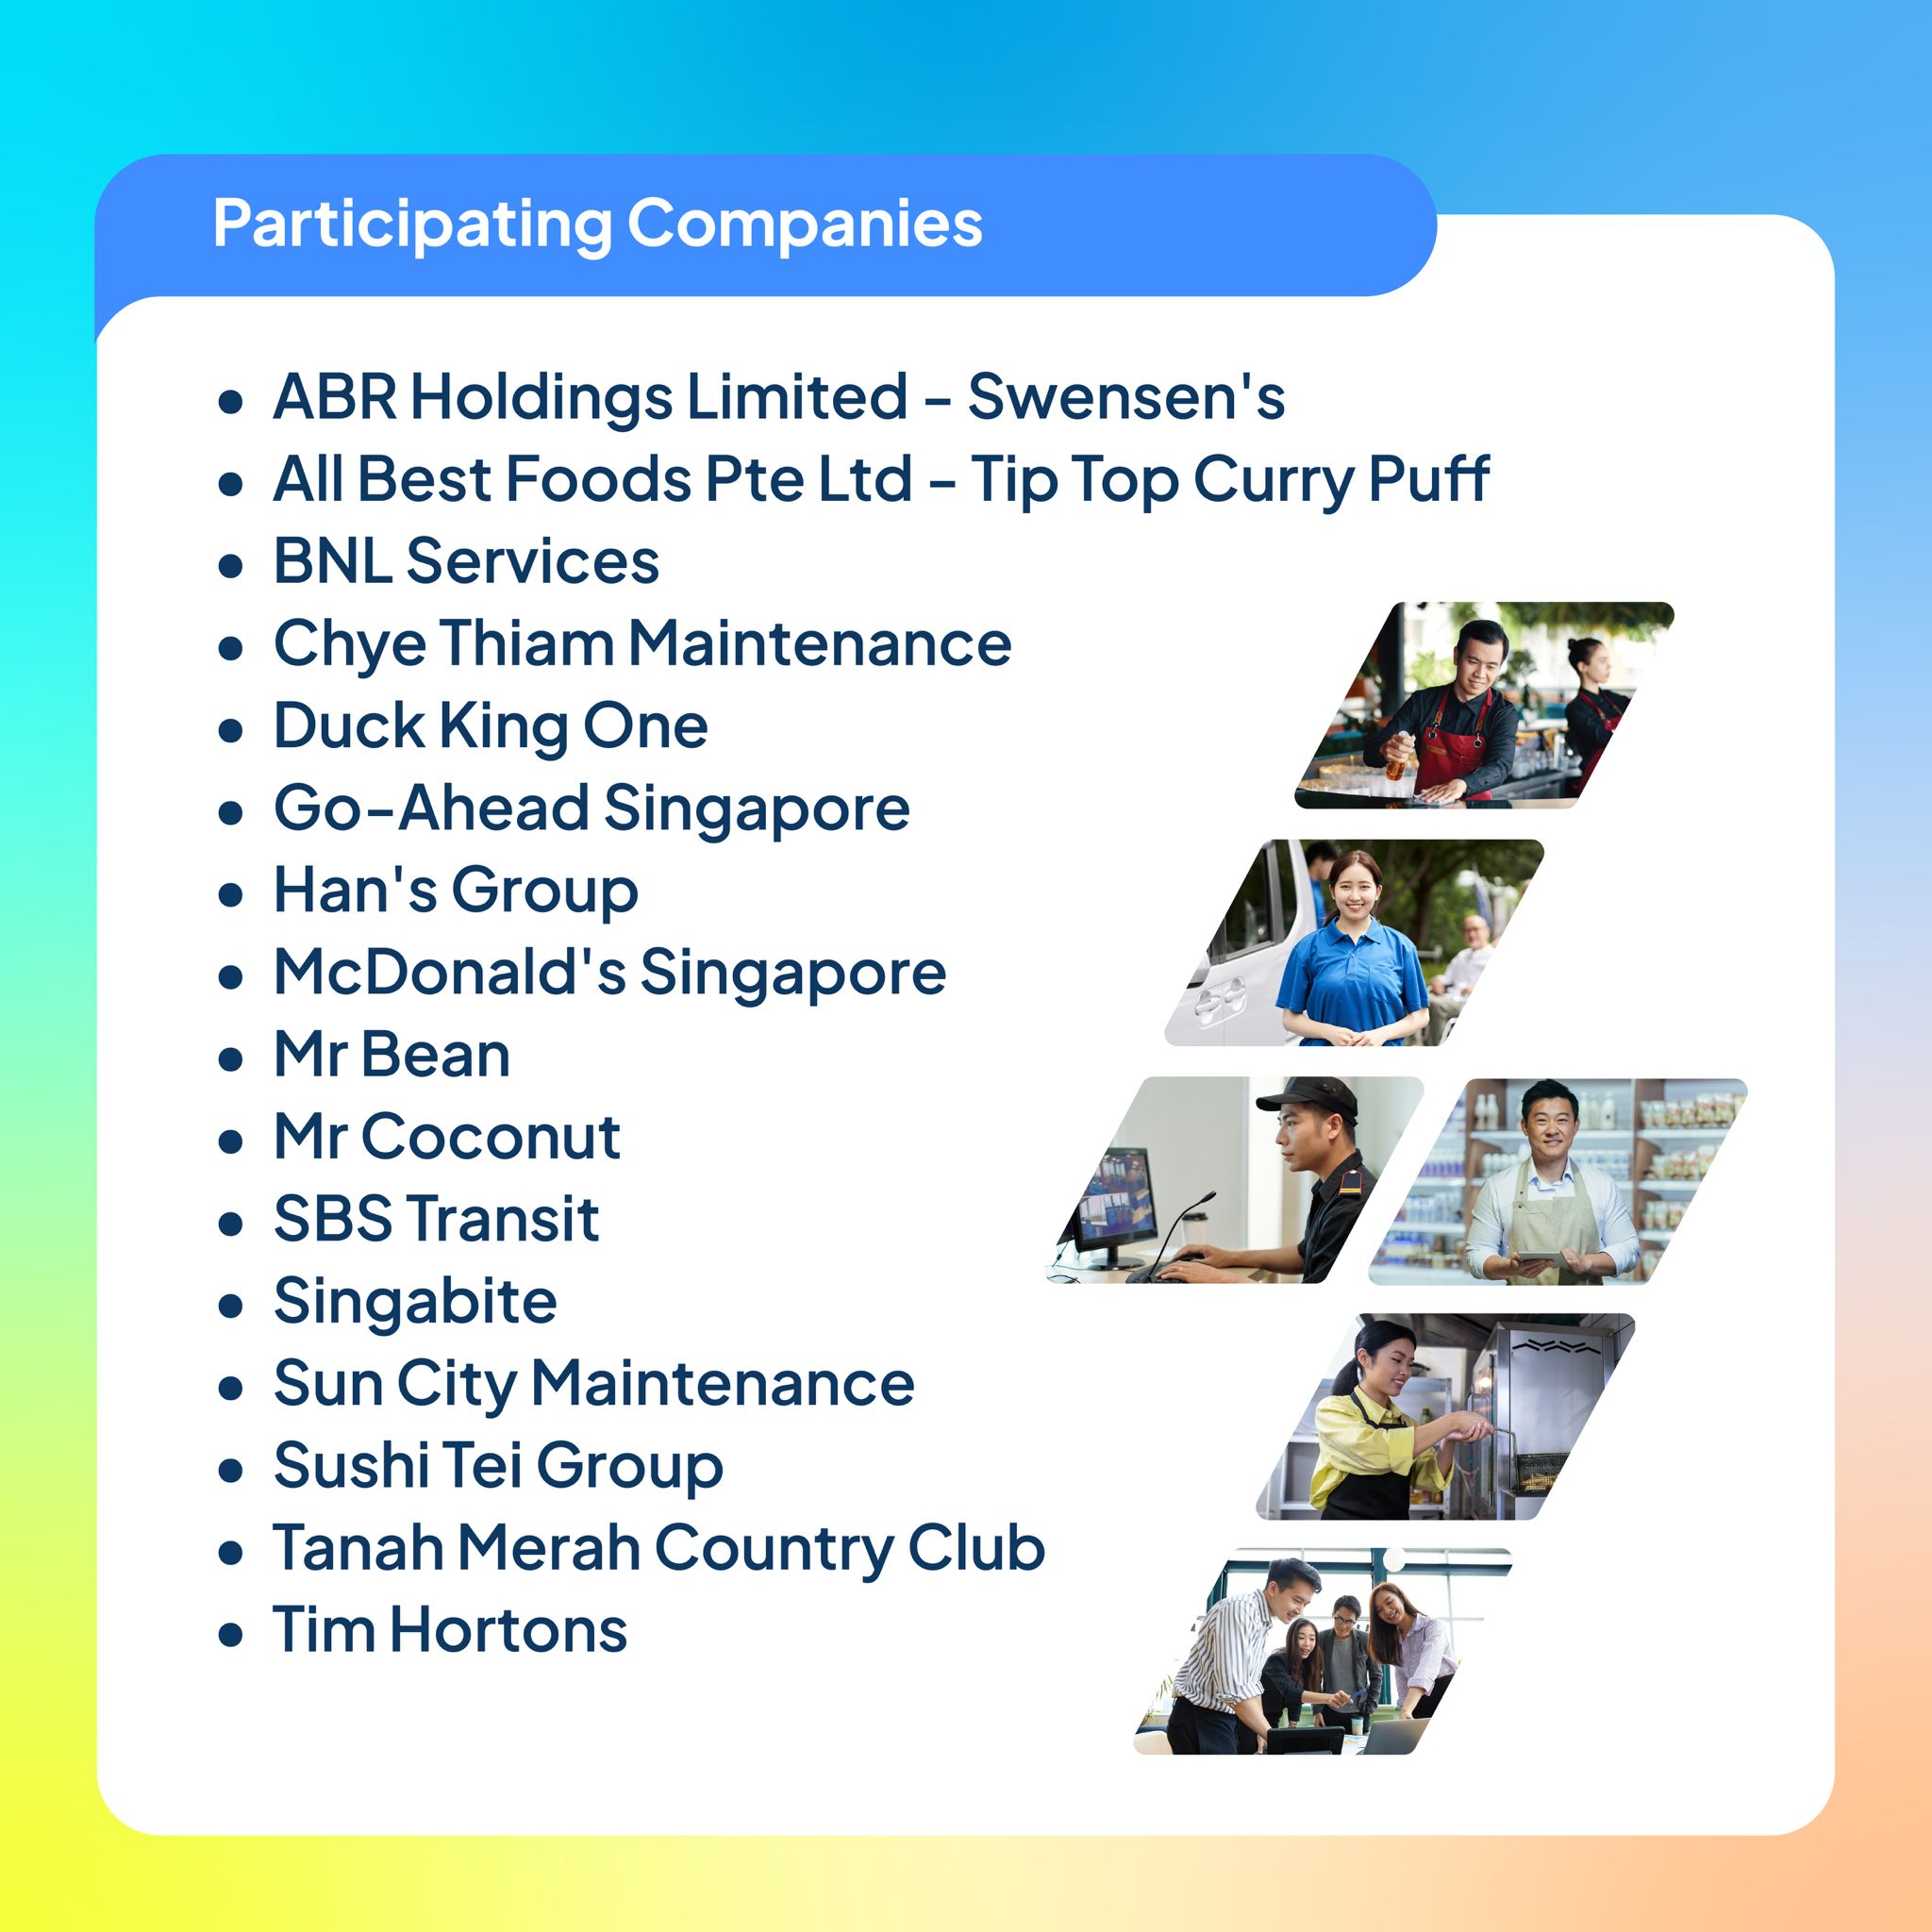 Participating Companies
• ABR Holdings Limited - Swensen's
• All Best Foods Pte Ltd - Tip Top Curry Puff
• BNL Services
• Chye Thiam Maintenance
• Duck King One
• Go-Ahead Singapore
• Han's Group
• McDonald's Singapore
• Mr Bean
• Mr Coconut
• SBS Transit
• Singabite
• Sun City Maintenance
• Sushi Tei Group
• Tanah Merah Country Club
• Tim Hortons